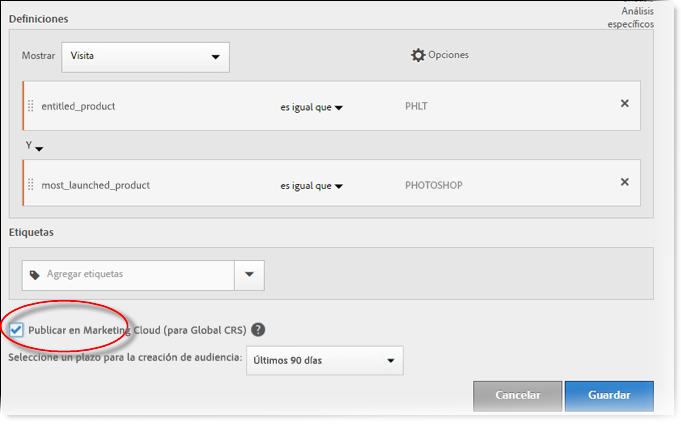 Análisis
específicos
Definiciones
Mostrar Visita Opciones
entitled_product es igual que PHLT
Y
most_launched_product es igual que PHOTOSHOP
Etiquetas
Agregar etiquetas
Publicar en Marketing Cloud (para Global CRS) ?
Seleccione un plazo para la creación de audiencia: Últimos 90 días
Cancelar Guardar